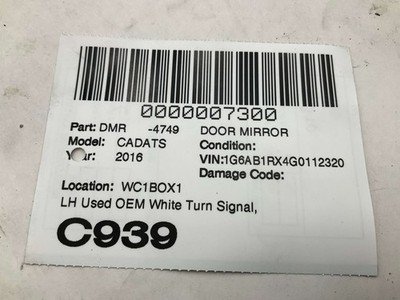 0000007300
Part: DMR -4749 DOOR MIRROR
Model: CADATS Condition:
Year: 2016 VIN:1G6AB1RX4G0112320
Damage Code:
Location: WC1BOX1
LH Used OEM White Turn Signal,
C939